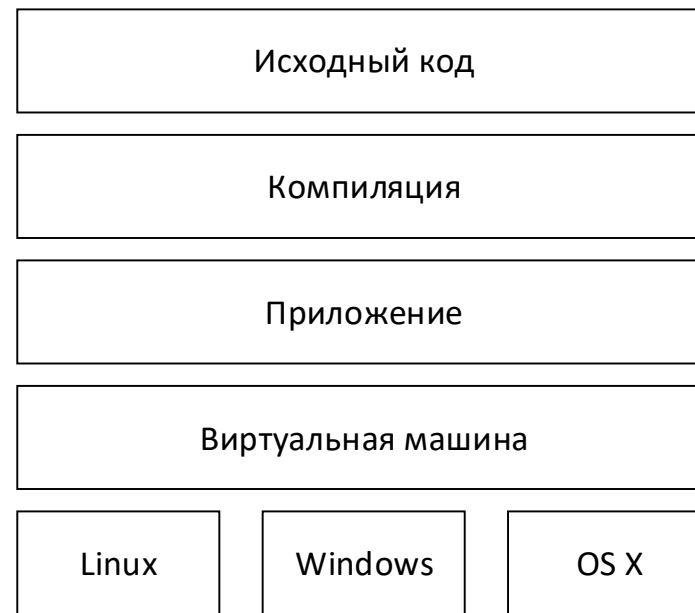 Исходный код
Компиляция
Приложение
Виртуальная машина
Linux
Windows
OS X